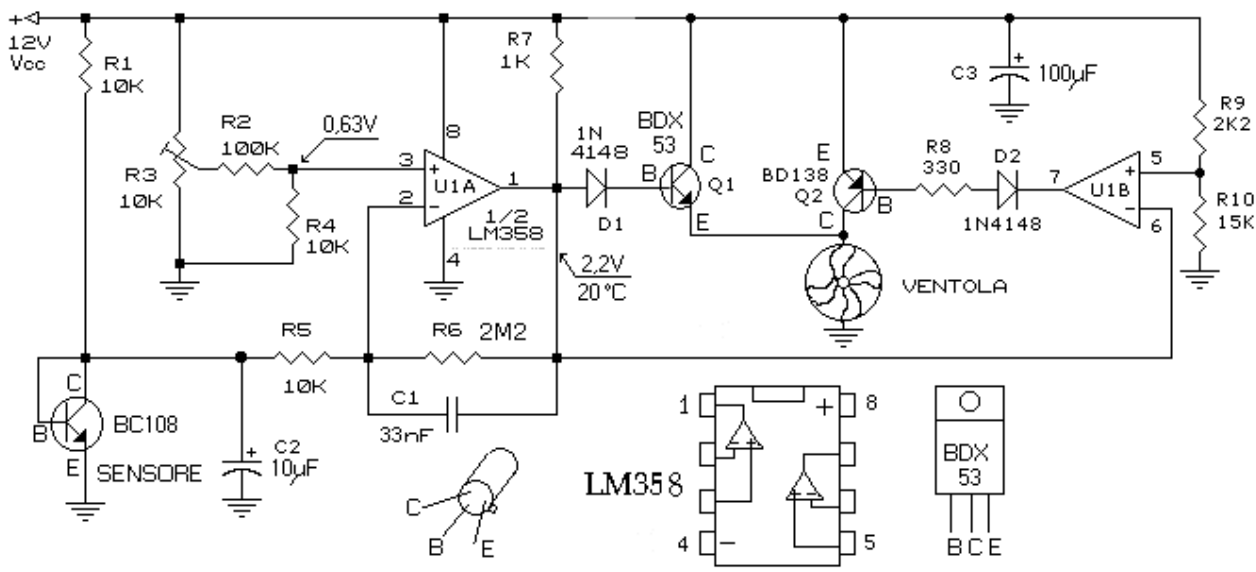 +
12V
Vcc
R1
10K
R2
100K
R3
10K
R4
10K
0,63V
3
+
2
-
8
U1A
1
4
1/2
LM358
2,2V
20°C
R7
1K
1N
4148
D1
BDX
53
B
C
Q1
E
E
BD138
Q2
B
C
R8
330
D2
1N4148
7
U1B
+
5
-
6
C3
+
100µF
R9
2K2
R10
15K
VENTOLA
R5
10K
R6 2M2
C1
33nF
C
B
E
BC108
SENSORE
+
C2
10µF
C
B
E
LM358
1
8
+
4
-
5
BDX
53
B C E